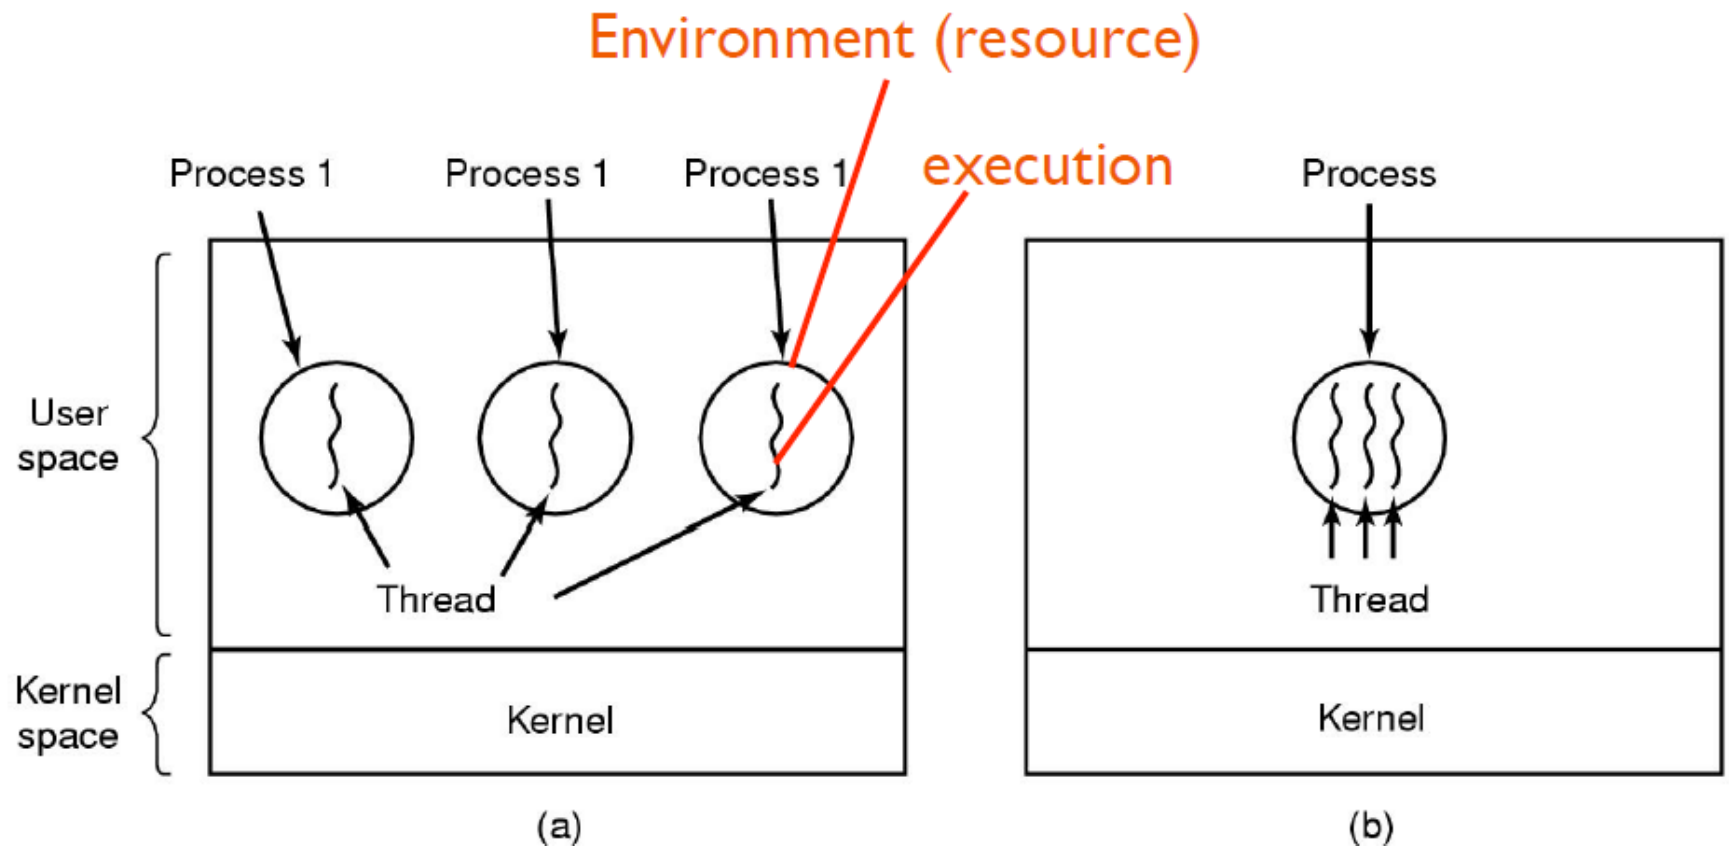 Environment (resource)
execution
Process 1
Process 1
Process 1
Process
User
space
Thread
Thread
Kernel
space
Kernel
Kernel
(a)
(b)